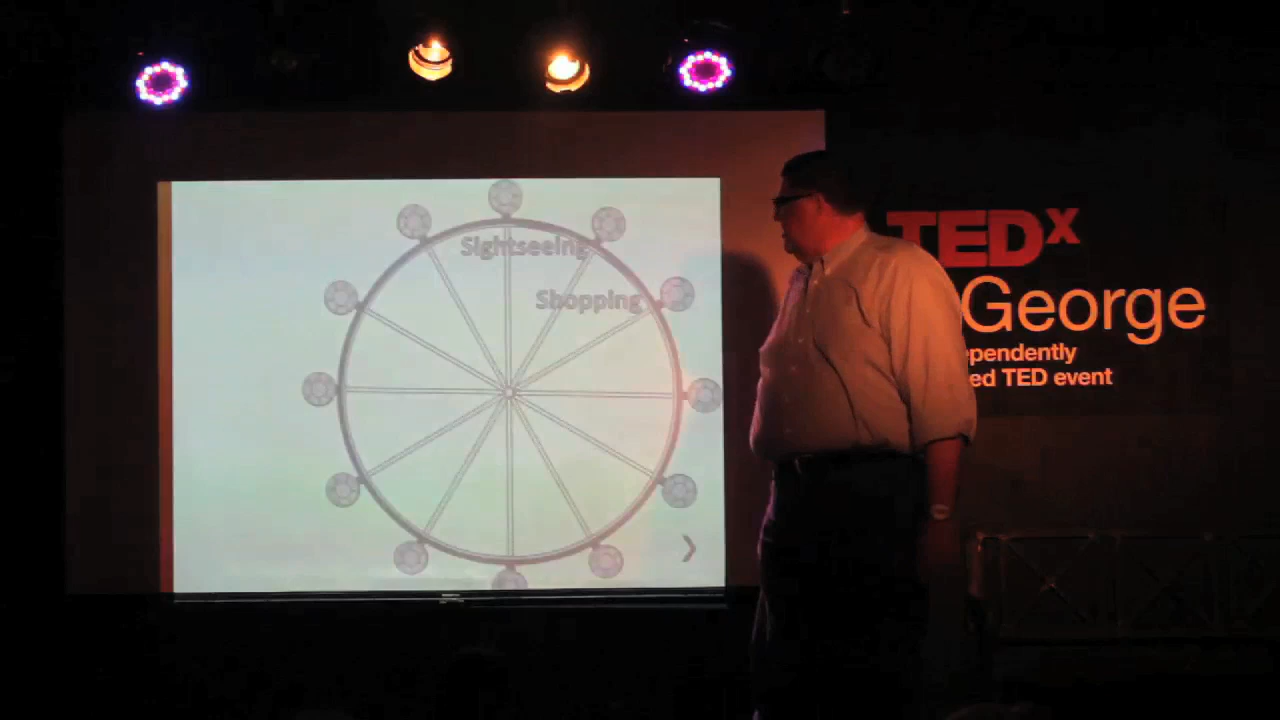 Sightseeing
Shopping
TEDx
George
ependently
ed TED event